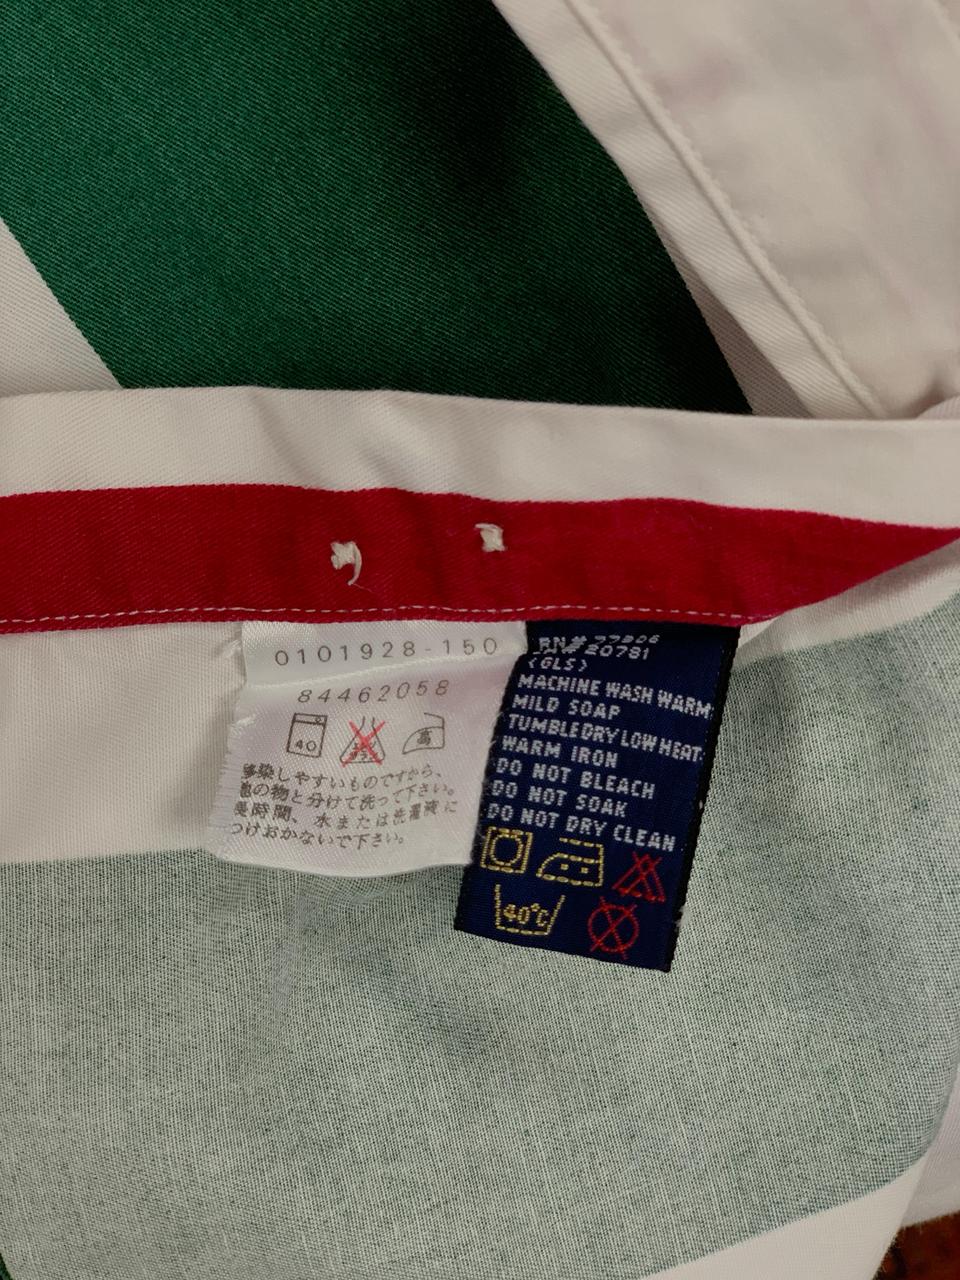 0101928-150
84462058
40
高
移染しやすいものですから、
他の物と分けて洗って下さい。
長時間、水または洗濯液に
つけおかないで下さい。
RN# 77806
20781
<GLS>
MACHINE WASH WARM
MILD SOAP
TUMBLE DRY LOW HEAT
WARM IRON
DO NOT BLEACH
DO NOT SOAK
DO NOT DRY CLEAN
40°C